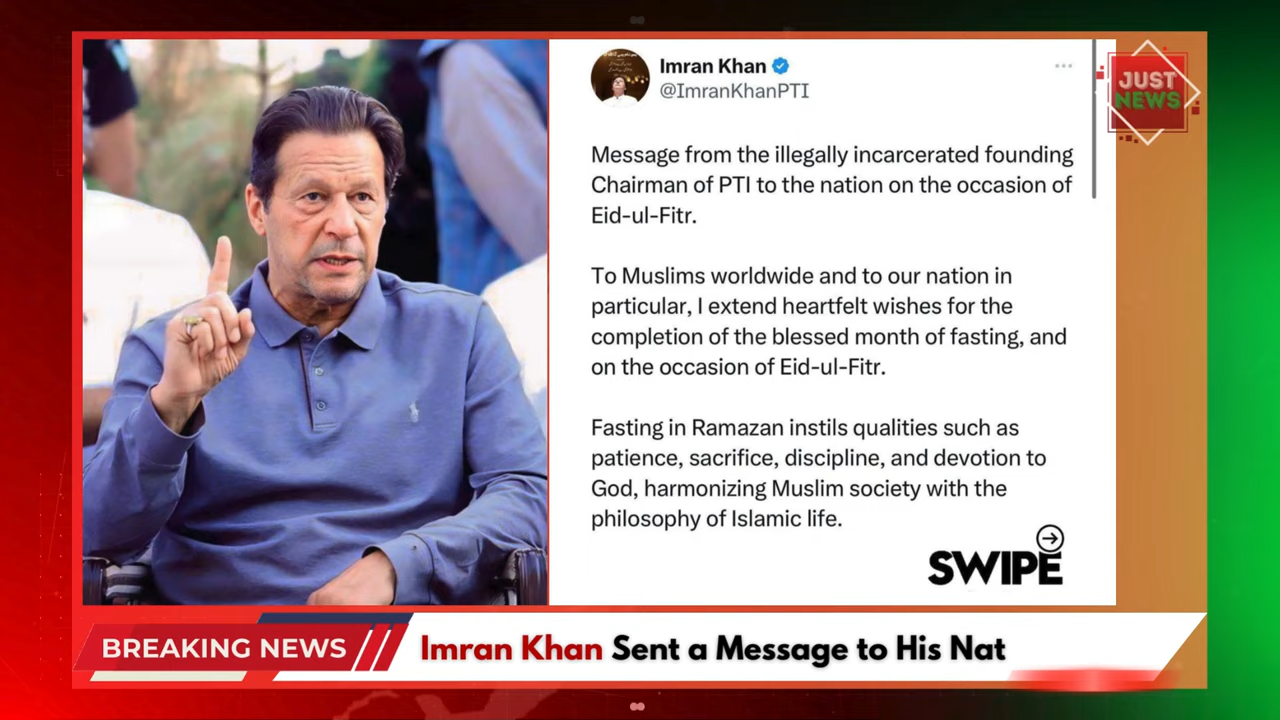 Imran Khan
@ImranKhanPTI
Message from the illegally incarcerated founding
Chairman of PTI to the nation on the occasion of
Eid-ul-Fitr.
To Muslims worldwide and to our nation in
particular, I extend heartfelt wishes for the
completion of the blessed month of fasting, and
on the occasion of Eid-ul-Fitr.
Fasting in Ramazan instils qualities such as
patience, sacrifice, discipline, and devotion to
God, harmonizing Muslim society with the
philosophy of Islamic life.
SWIPE
JUST
NEWS
BREAKING NEWS
Imran Khan Sent a Message to His Nat